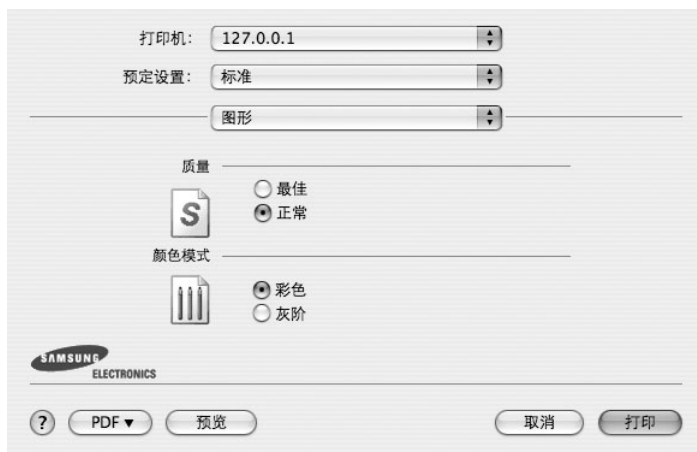 打印机: 127.0.0.1
预定设置: 标准
图形
质量
最佳
S
正常
颜色模式
彩色
灰阶
SAMSUNG
ELECTRONICS
? PDF 预览 取消 打印